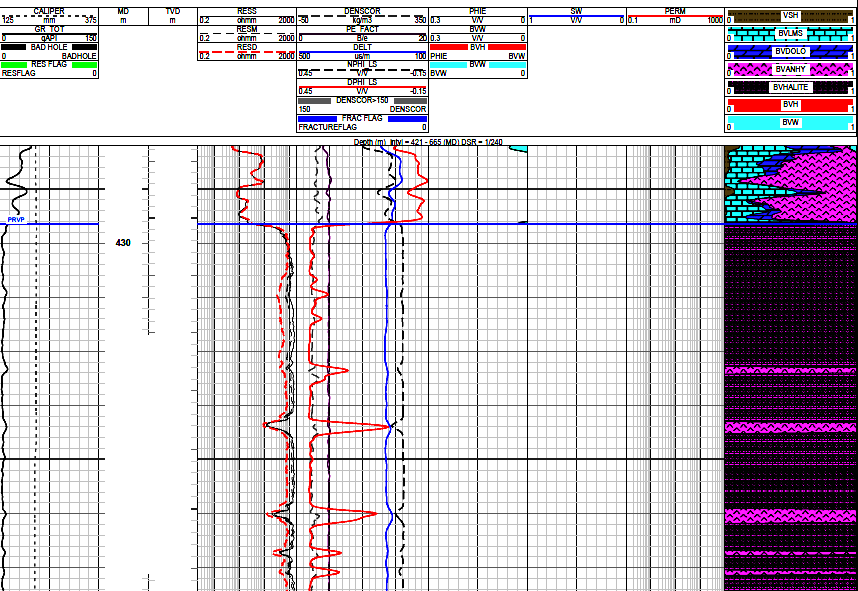 CALIPER
125 mm 375
GR_TOT
0 gAPI 150
BAD HOLE
0 BADHOLE
RES FLAG
RESFLAG 0
MD
m
TVD
m
RESS
0.2 ohmm 2000
RESM
0.2 ohmm 2000
RESD
0.2 ohmm 2000
DENSCOR
-50 kg/m3 350
PE_FACT
0 B/e 20
DELT
500 us/m 100
NPHI_LS
0.45 V/V -0.15
DPHI_LS
0.45 V/V -0.15
DENSCOR>150
150 DENSCOR
FRAC FLAG
FRACTUREFLAG 0
PHIE
0.3 V/V 0
BVW
0.3 V/V 0
BVH
PHIE BVW
BVW
BVW 0
SW
1 V/V 0
PERM
0.1 mD 1000
VSH
0 1
BVLMS
0 1
BVDOLO
0 1
BVANHY
0 1
BVHALITE
0 1
BVH
0 1
BVW
0 1
Depth (m) Intvl = 421 - 665 (MD) DSR = 1/240
PRVP
430